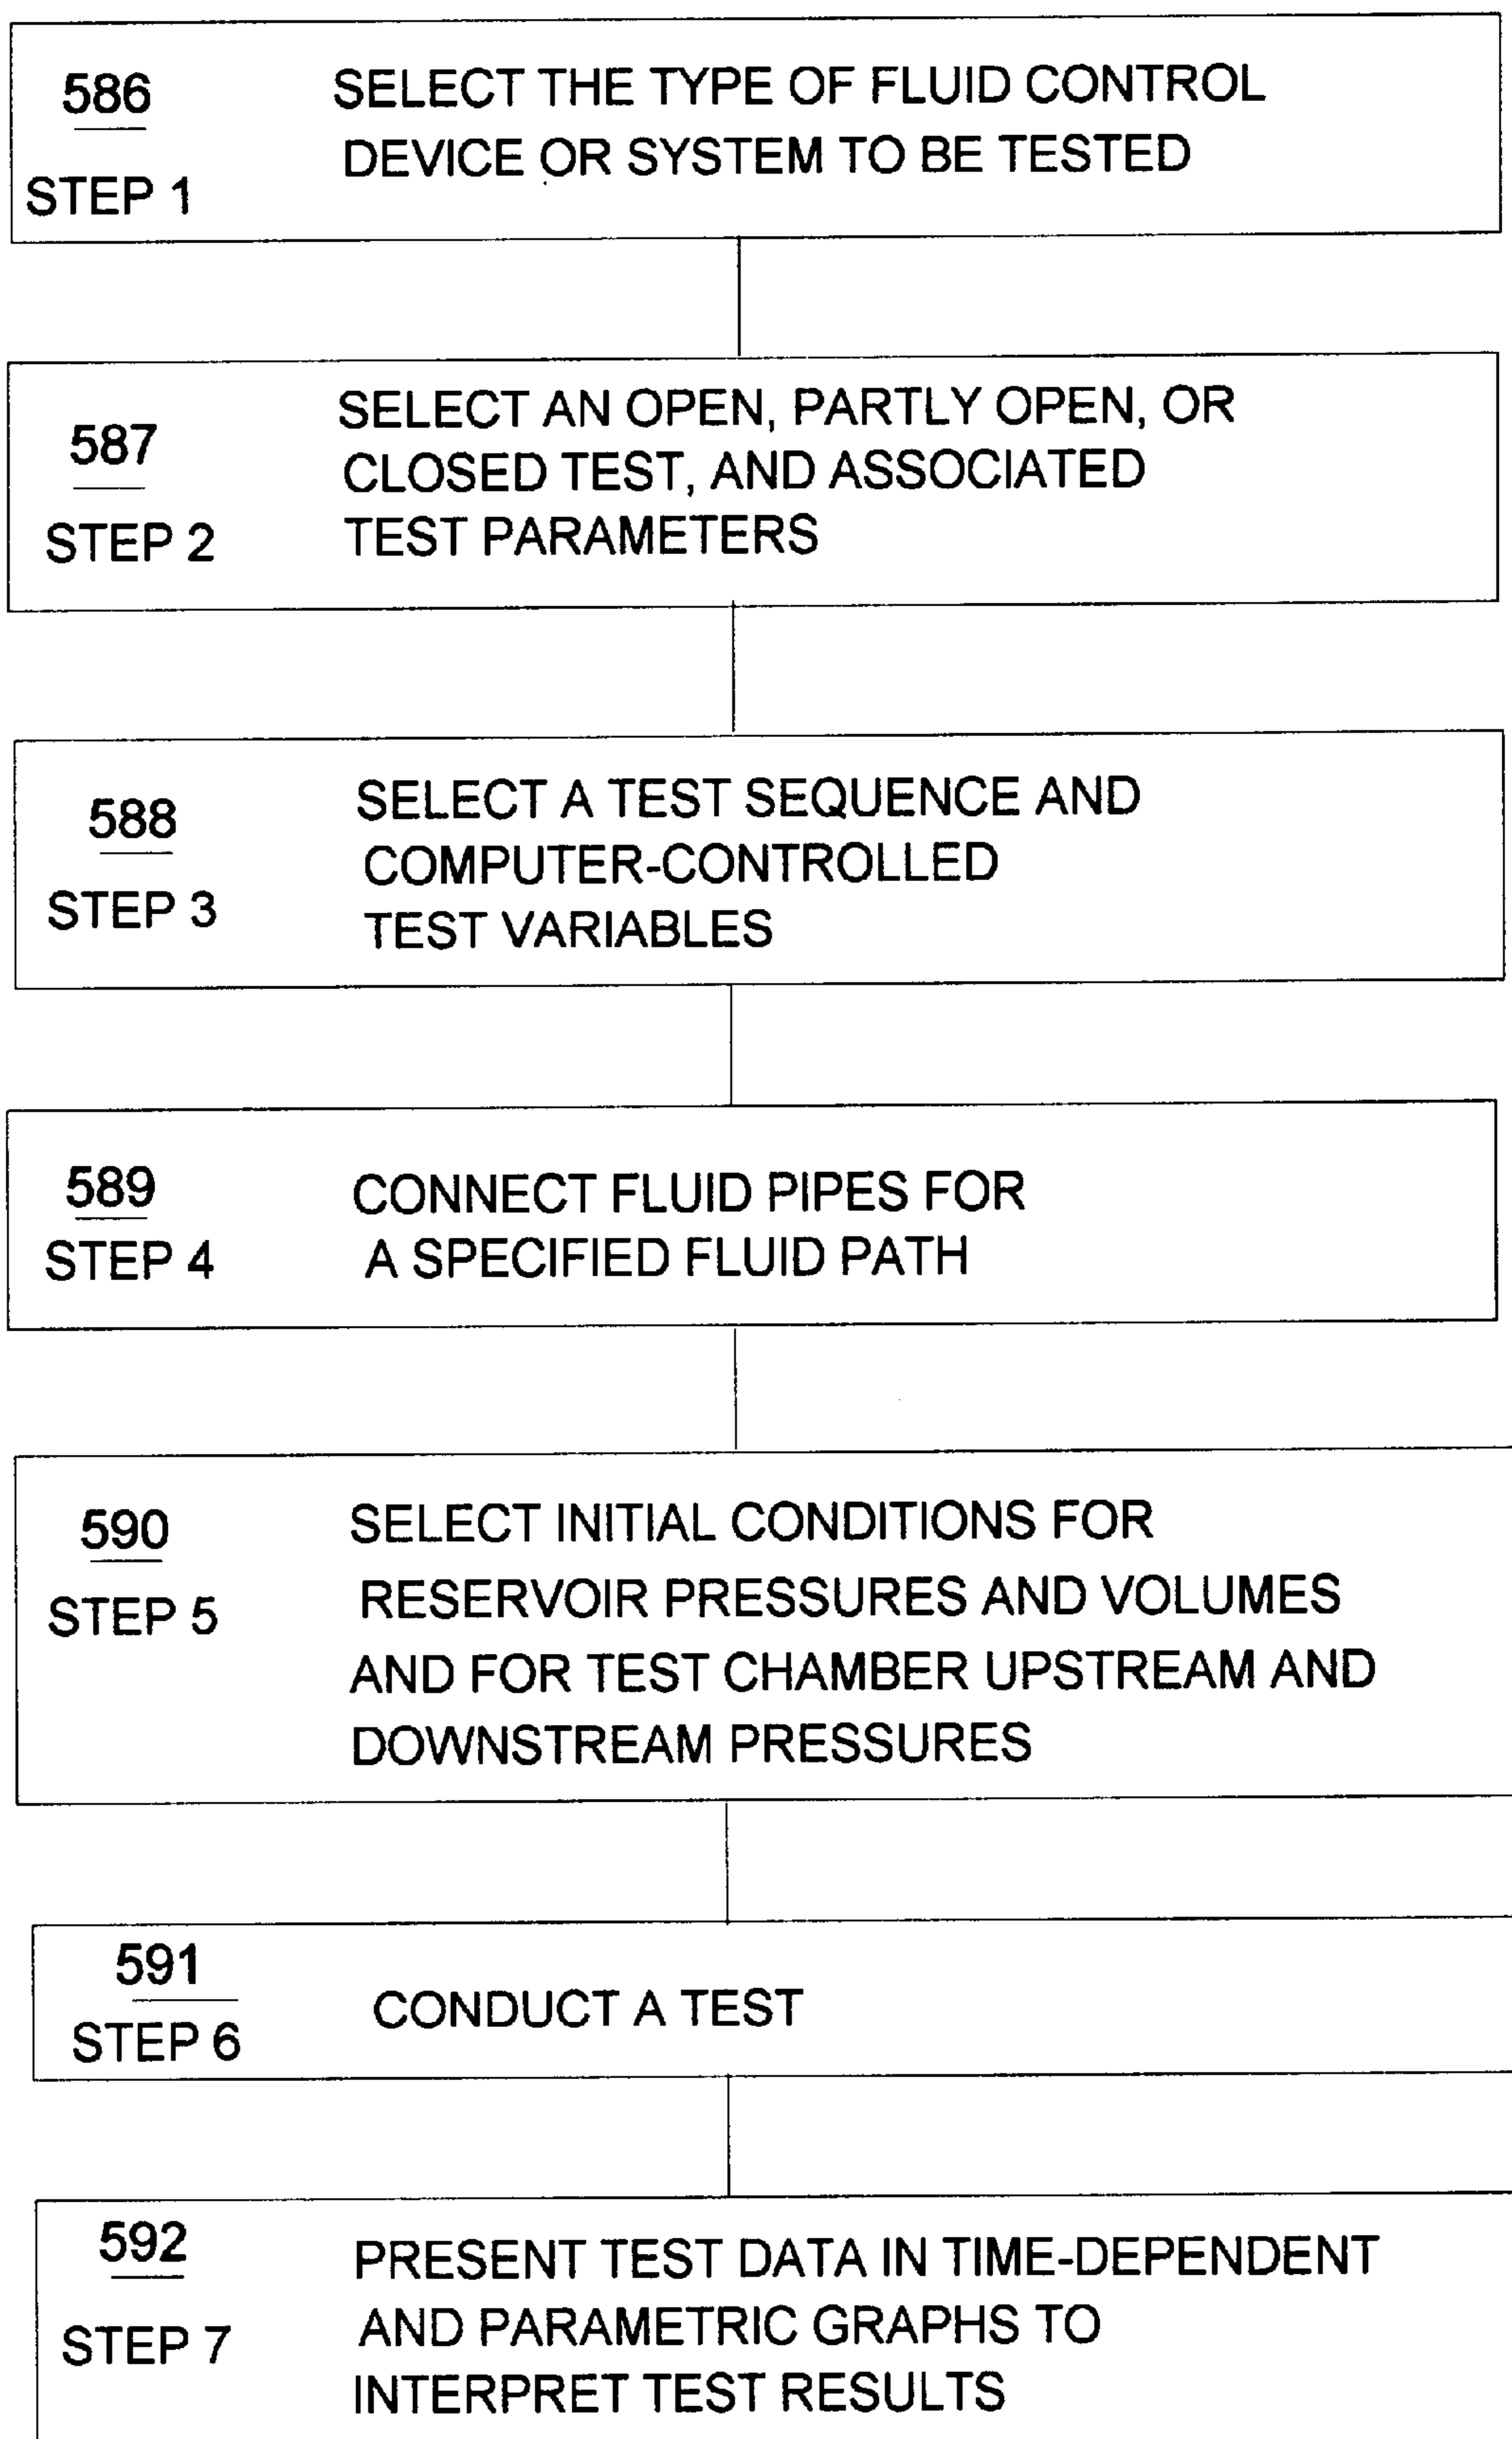 586
STEP 1
SELECT THE TYPE OF FLUID CONTROL
DEVICE OR SYSTEM TO BE TESTED
587
STEP 2
SELECT AN OPEN, PARTLY OPEN, OR
CLOSED TEST, AND ASSOCIATED
TEST PARAMETERS
588
STEP 3
SELECT A TEST SEQUENCE AND
COMPUTER-CONTROLLED
TEST VARIABLES
589
STEP 4
CONNECT FLUID PIPES FOR
A SPECIFIED FLUID PATH
590
STEP 5
SELECT INITIAL CONDITIONS FOR
RESERVOIR PRESSURES AND VOLUMES
AND FOR TEST CHAMBER UPSTREAM AND
DOWNSTREAM PRESSURES
591
STEP 6
CONDUCT A TEST
592
STEP 7
PRESENT TEST DATA IN TIME-DEPENDENT
AND PARAMETRIC GRAPHS TO
INTERPRET TEST RESULTS